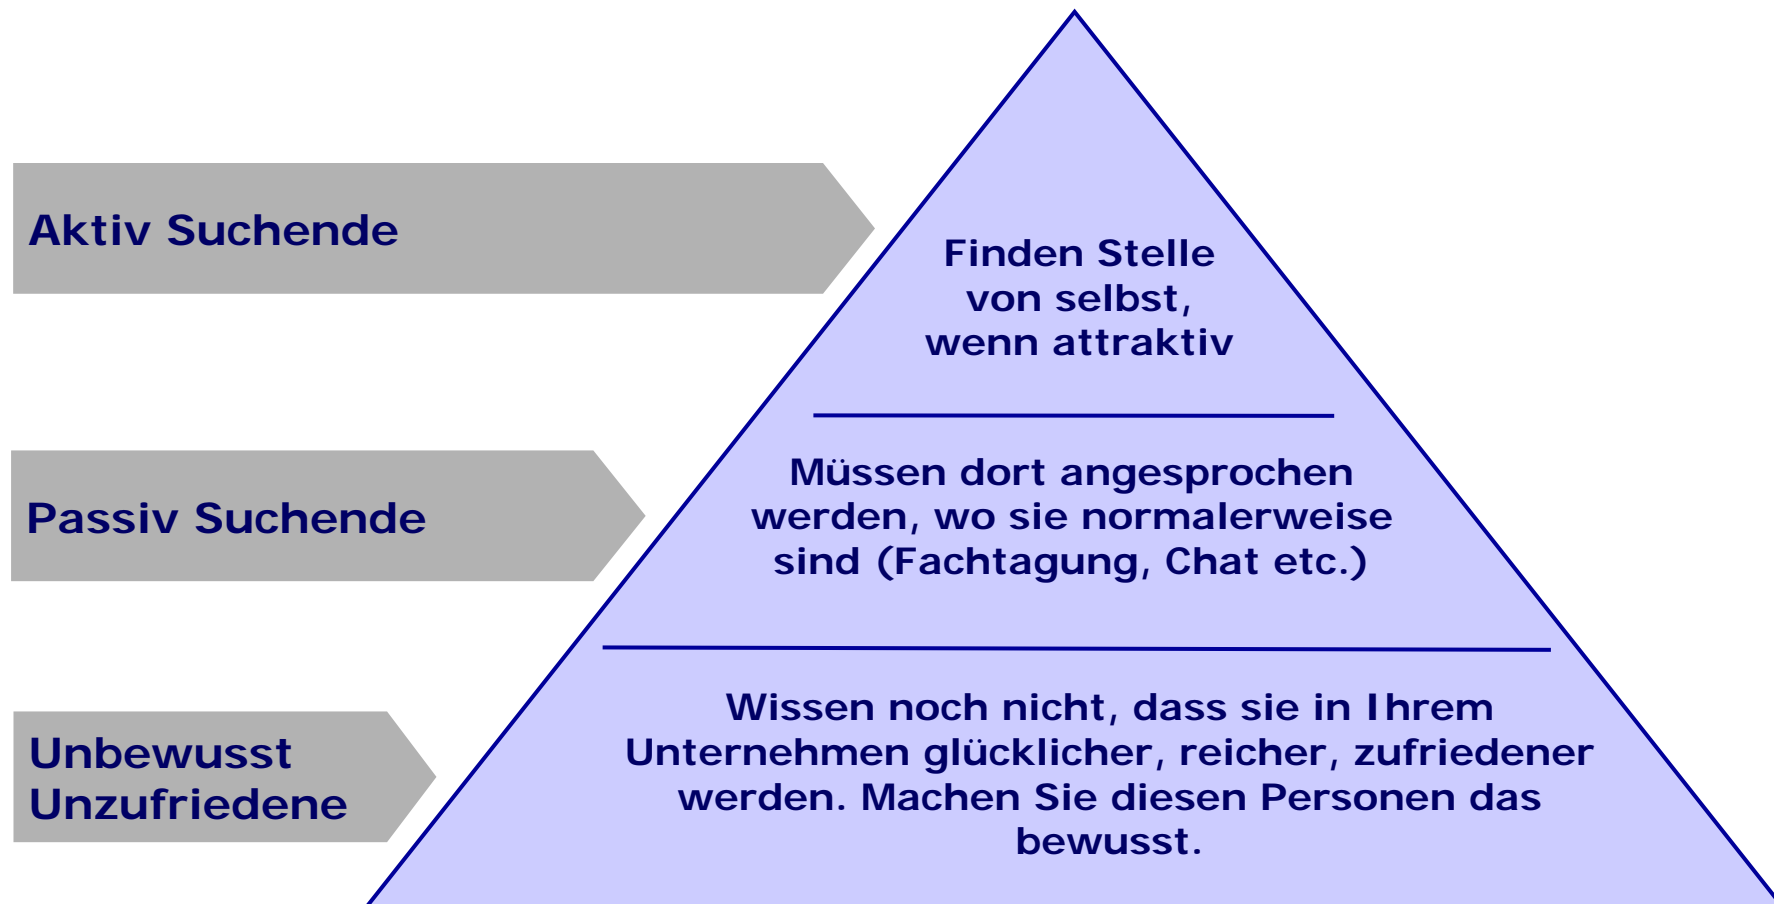 Aktiv Suchende
Finden Stelle
von selbst,
wenn attraktiv
Passiv Suchende
Müssen dort angesprochen
werden, wo sie normalerweise
sind (Fachtagung, Chat etc.)
Unbewusst
Unzufriedene
Wissen noch nicht, dass sie in Ihrem
Unternehmen glücklicher, reicher, zufriedener
werden. Machen Sie diesen Personen das
bewusst.